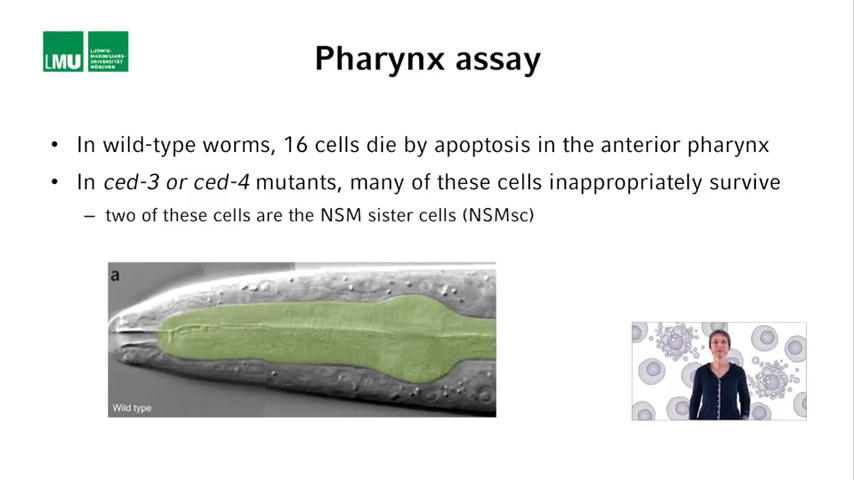 LMU
LUDWIG-
MAXIMILIANS-
UNIVERSITÄT
MÜNCHEN
Pharynx assay
• In wild-type worms, 16 cells die by apoptosis in the anterior pharynx
• In ced-3 or ced-4 mutants, many of these cells inappropriately survive
– two of these cells are the NSM sister cells (NSMsc)
a
Wild type